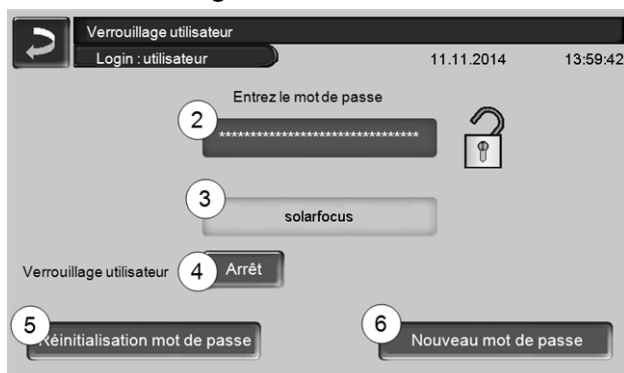 Verrouillage utilisateur
Login : utilisateur 11.11.2014 13:59:42
Entrez le mot de passe
2
********************************
3
solarfocus
Verrouillage utilisateur 4 Arrêt
5 6
Réinitialisation mot de passe Nouveau mot de passe